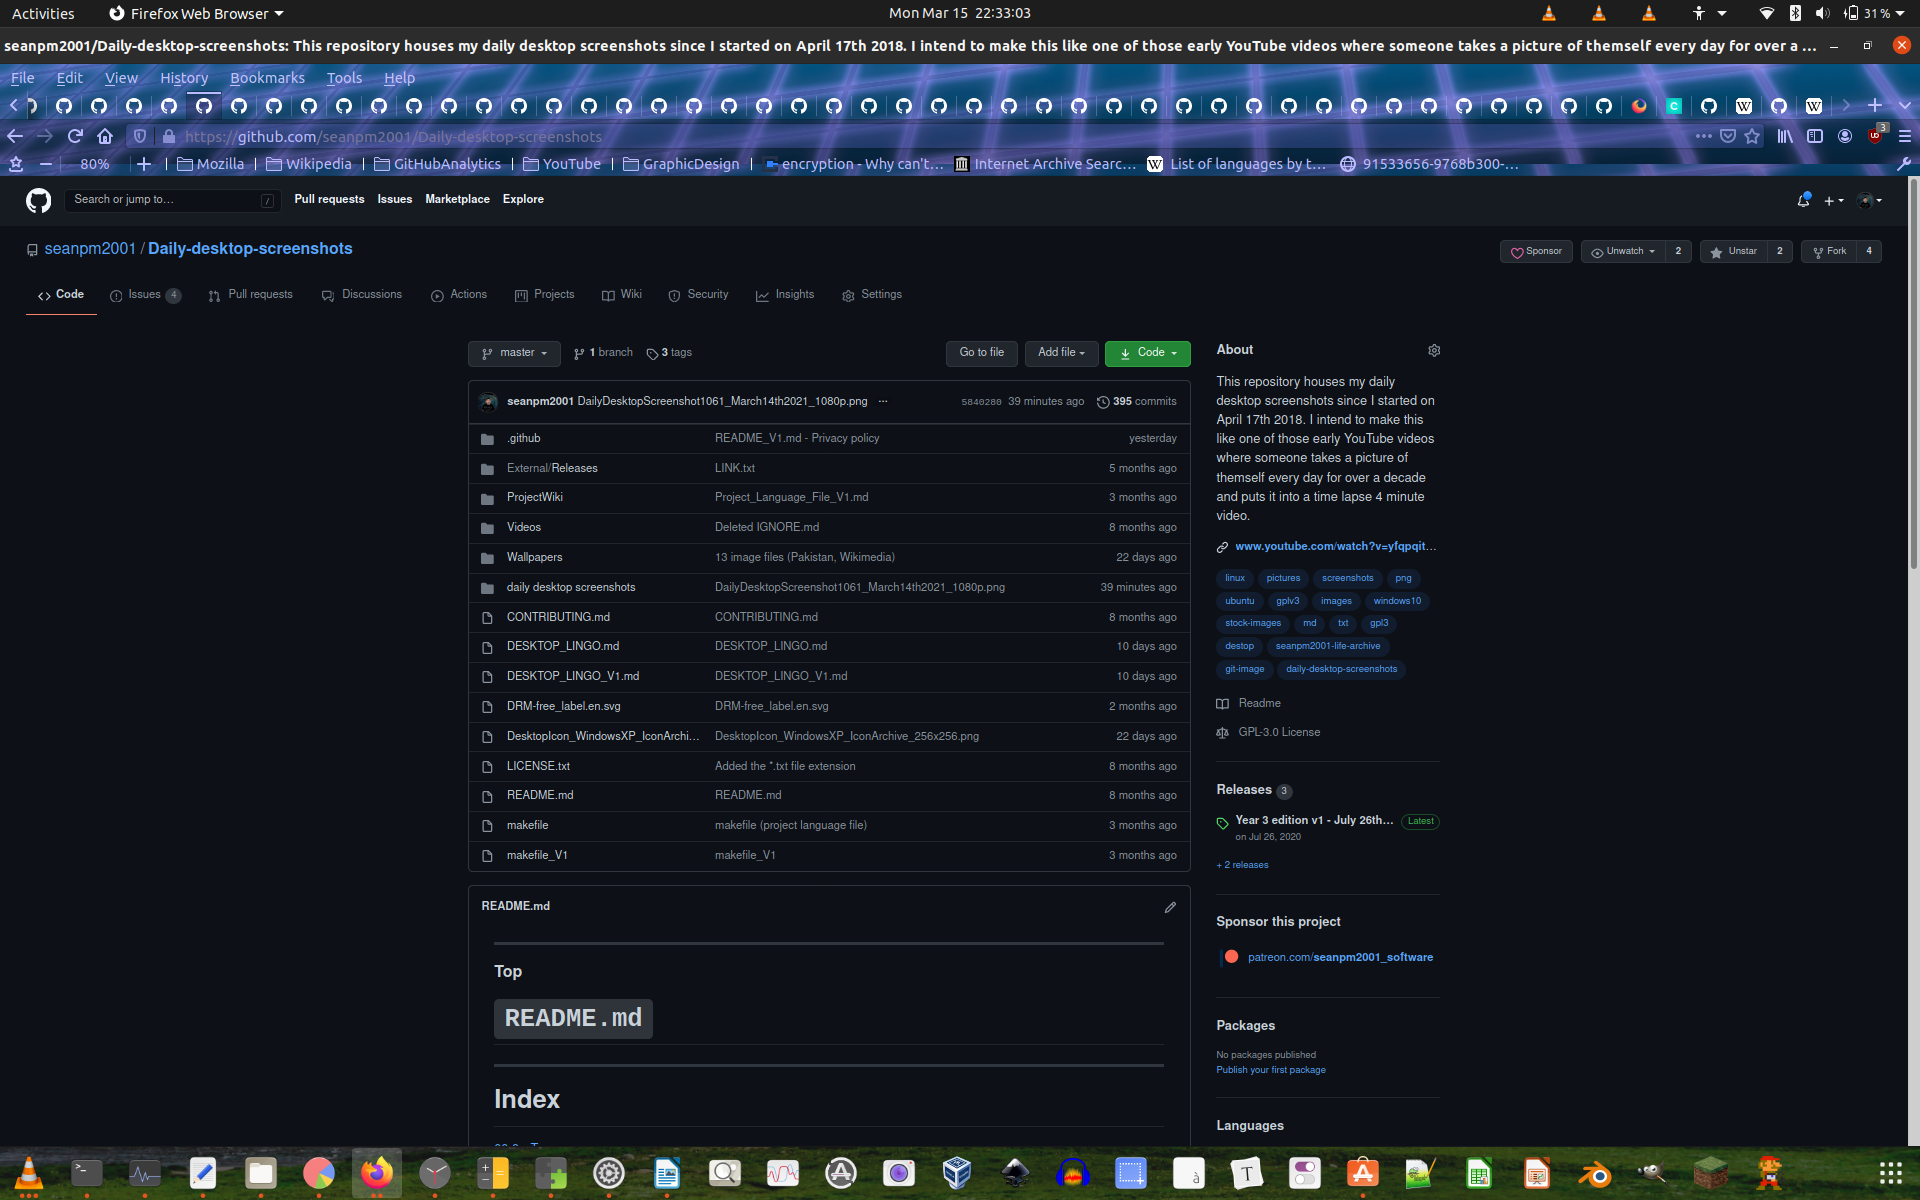 Activities
Firefox Web Browser
Mon Mar 15 22:33:03
31 %
seanpm2001/Daily-desktop-screenshots: This repository houses my daily desktop screenshots since I started on April 17th 2018. I intend to make this like one of those early YouTube videos where someone takes a picture of themself every day for over a ...
File Edit View History Bookmarks Tools Help
https://github.com/seanpm2001/Daily-desktop-screenshots
3
80%
Mozilla
Wikipedia
GitHubAnalytics
YouTube
GraphicDesign
encryption - Why can't...
Internet Archive Searc...
List of languages by t...
91533656-9768b300-...
Search or jump to...
/
Pull requests Issues Marketplace Explore
seanpm2001 / Daily-desktop-screenshots
Sponsor
Unwatch 2
Unstar 2
Fork 4
Code
Issues 4
Pull requests
Discussions
Actions
Projects
Wiki
Security
Insights
Settings
master
1 branch
3 tags
Go to file
Add file
Code
seanpm2001 DailyDesktopScreenshot1061_March14th2021_1080p.png ... 5840280 39 minutes ago 395 commits
.github README_V1.md - Privacy policy yesterday
External/Releases LINK.txt 5 months ago
ProjectWiki Project_Language_File_V1.md 3 months ago
Videos Deleted IGNORE.md 8 months ago
Wallpapers 13 image files (Pakistan, Wikimedia) 22 days ago
daily desktop screenshots DailyDesktopScreenshot1061_March14th2021_1080p.png 39 minutes ago
CONTRIBUTING.md CONTRIBUTING.md 8 months ago
DESKTOP_LINGO.md DESKTOP_LINGO.md 10 days ago
DESKTOP_LINGO_V1.md DESKTOP_LINGO_V1.md 10 days ago
DRM-free_label.en.svg DRM-free_label.en.svg 2 months ago
DesktopIcon_WindowsXP_IconArchi... DesktopIcon_WindowsXP_IconArchive_256x256.png 22 days ago
LICENSE.txt Added the *.txt file extension 8 months ago
README.md README.md 8 months ago
makefile makefile (project language file) 3 months ago
makefile_V1 makefile_V1 3 months ago
README.md
Top
README.md
Index
About
This repository houses my daily
desktop screenshots since I started on
April 17th 2018. I intend to make this
like one of those early YouTube videos
where someone takes a picture of
themself every day for over a decade
and puts it into a time lapse 4 minute
video.
www.youtube.com/watch?v=yfqpqit...
linux pictures screenshots png
ubuntu gplv3 images windows10
stock-images md txt gpl3
destop seanpm2001-life-archive
git-image daily-desktop-screenshots
Readme
GPL-3.0 License
Releases 3
Year 3 edition v1 - July 26th... Latest
on Jul 26, 2020
+ 2 releases
Sponsor this project
patreon.com/seanpm2001_software
Packages
No packages published
Publish your first package
Languages